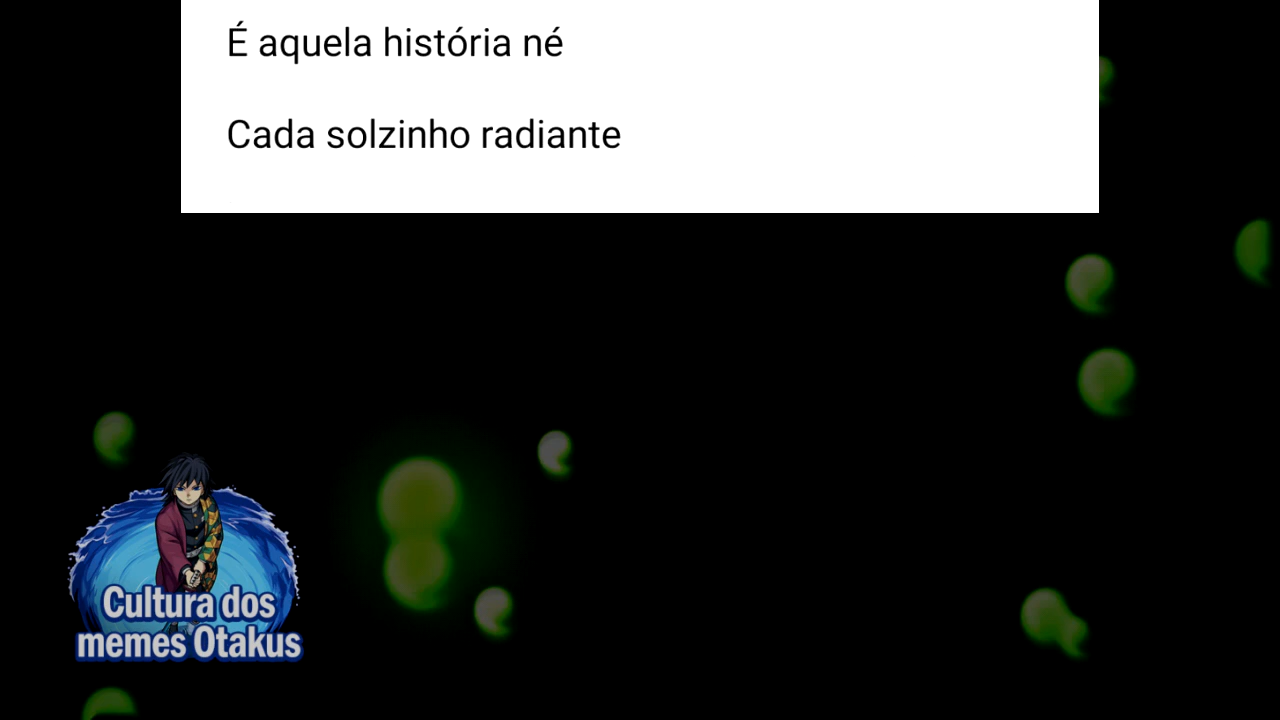 É aquela história né
Cada solzinho radiante
Cultura dos
memes Otakus